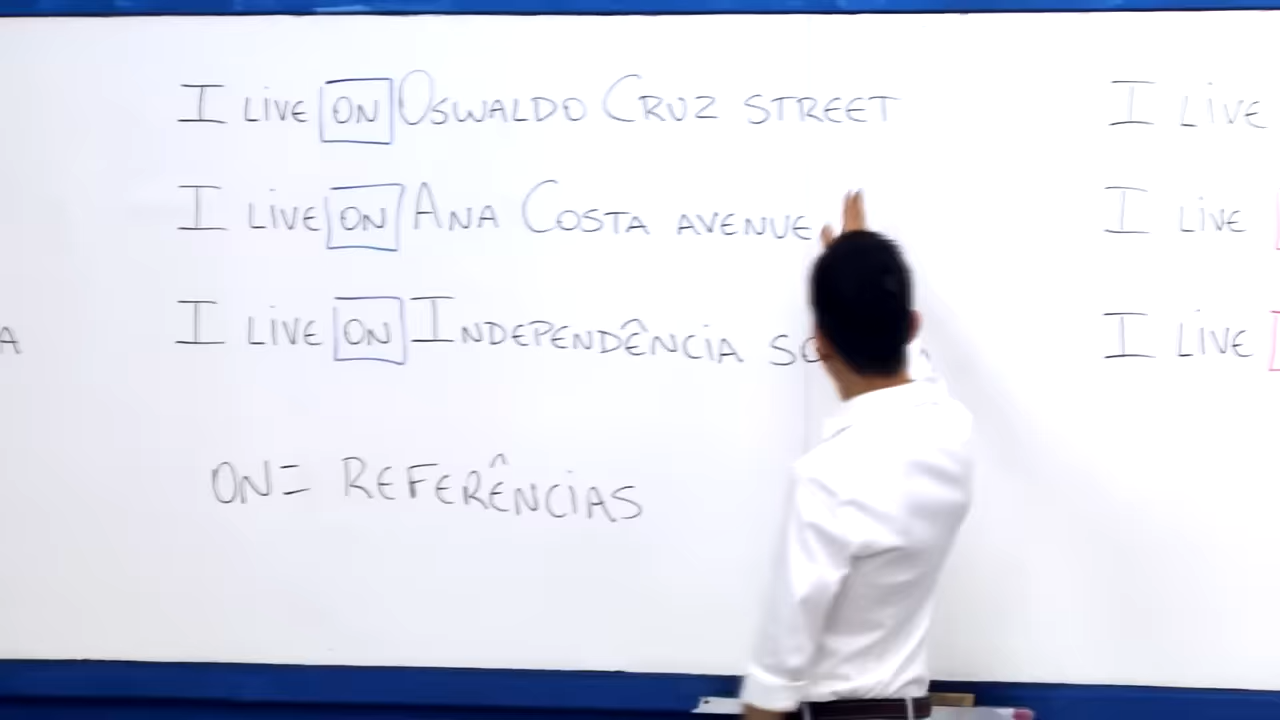 I LIVE ON OSWALDO CRUZ STREET
I LIVE ON ANA COSTA AVENUE
I LIVE ON INDEPENDÊNCIA
ON = REFERÊNCIAS
I LIVE
I LIVE
I LIVE